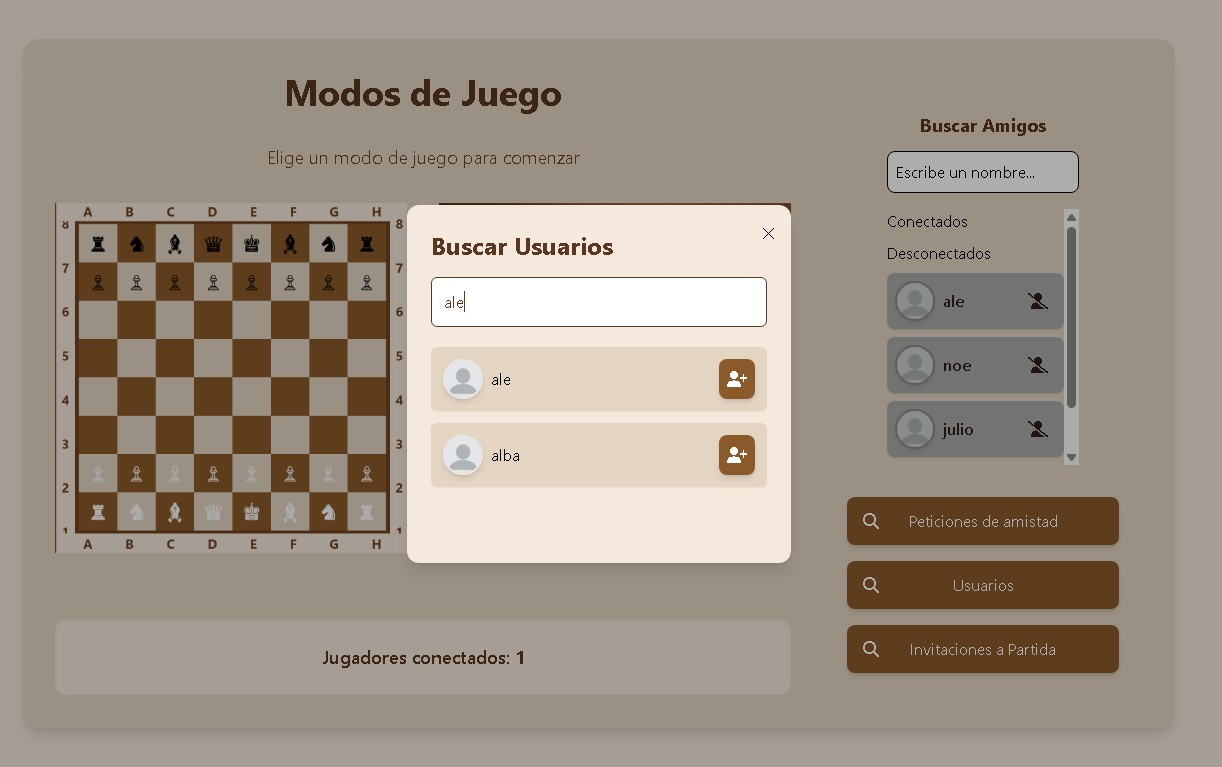 Modos de Juego
Elige un modo de juego para comenzar
A B C D E F G H
8 8
7 7
6 6
5 5
4 4
3 3
2 2
1 1
A B C D E F G H
Buscar Usuarios
ale
ale
alba
Jugadores conectados: 1
Buscar Amigos
Escribe un nombre...
Conectados
Desconectados
ale
noe
julio
Peticiones de amistad
Usuarios
Invitaciones a Partida